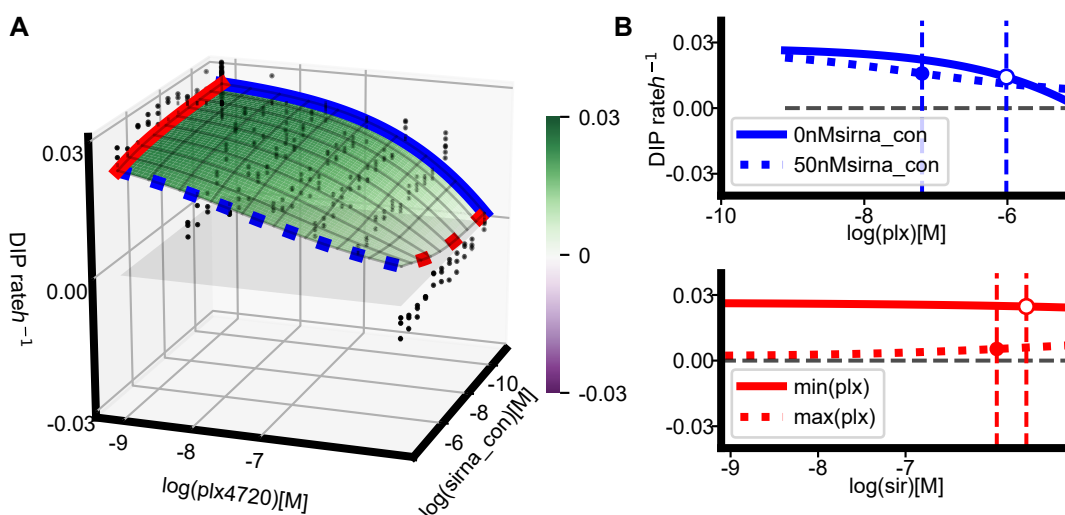 A
0.03
0.00
-0.03
DIP rateh⁻¹
-9
-8
-7
log(plx4720)[M]
-10
-8
-6
log(sirna_con))[M]
0.03
0
-0.03
B
DIP rateh⁻¹
0.03
0.00
-0.03
0nMsirna_con
50nMsirna_con
-10
-8
-6
log(plx)[M]
0.03
0.00
-0.03
min(plx)
max(plx)
-9
-8
-7
log(sir)[M]